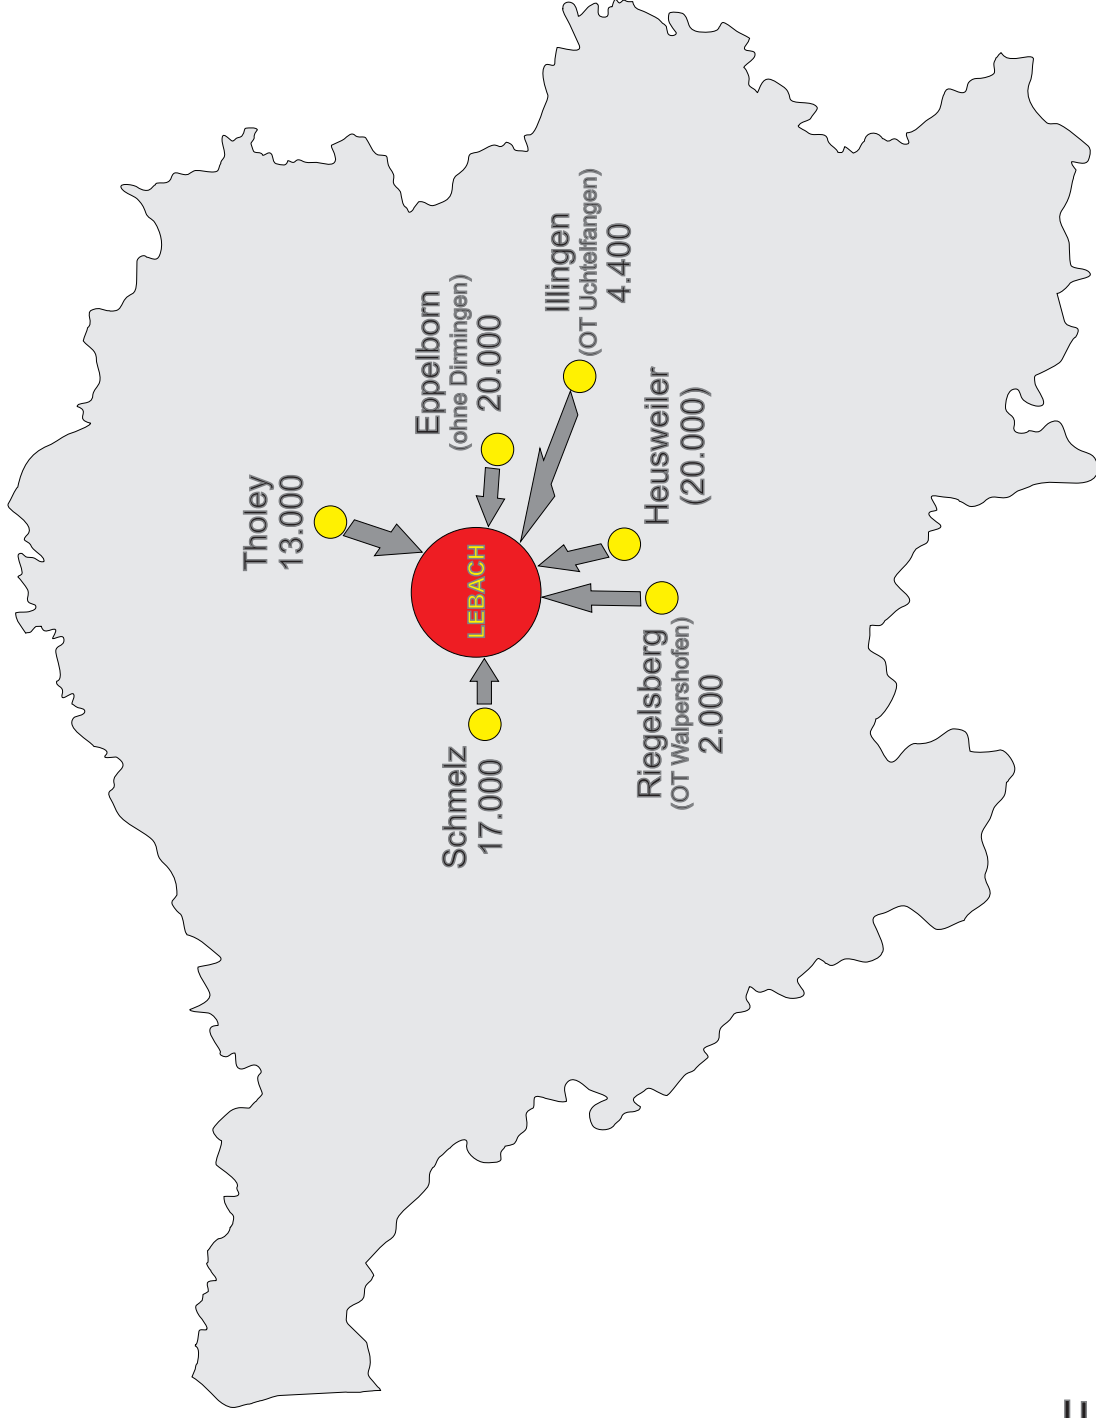 Tholey
13.000
Eppelborn
(ohne Dirmingen)
20.000
Illingen
(OT Uchtelfangen)
4.400
LEBACH
Schmelz
17.000
Heusweiler
(20.000)
Riegelsberg
(OT Walpershofen)
2.000